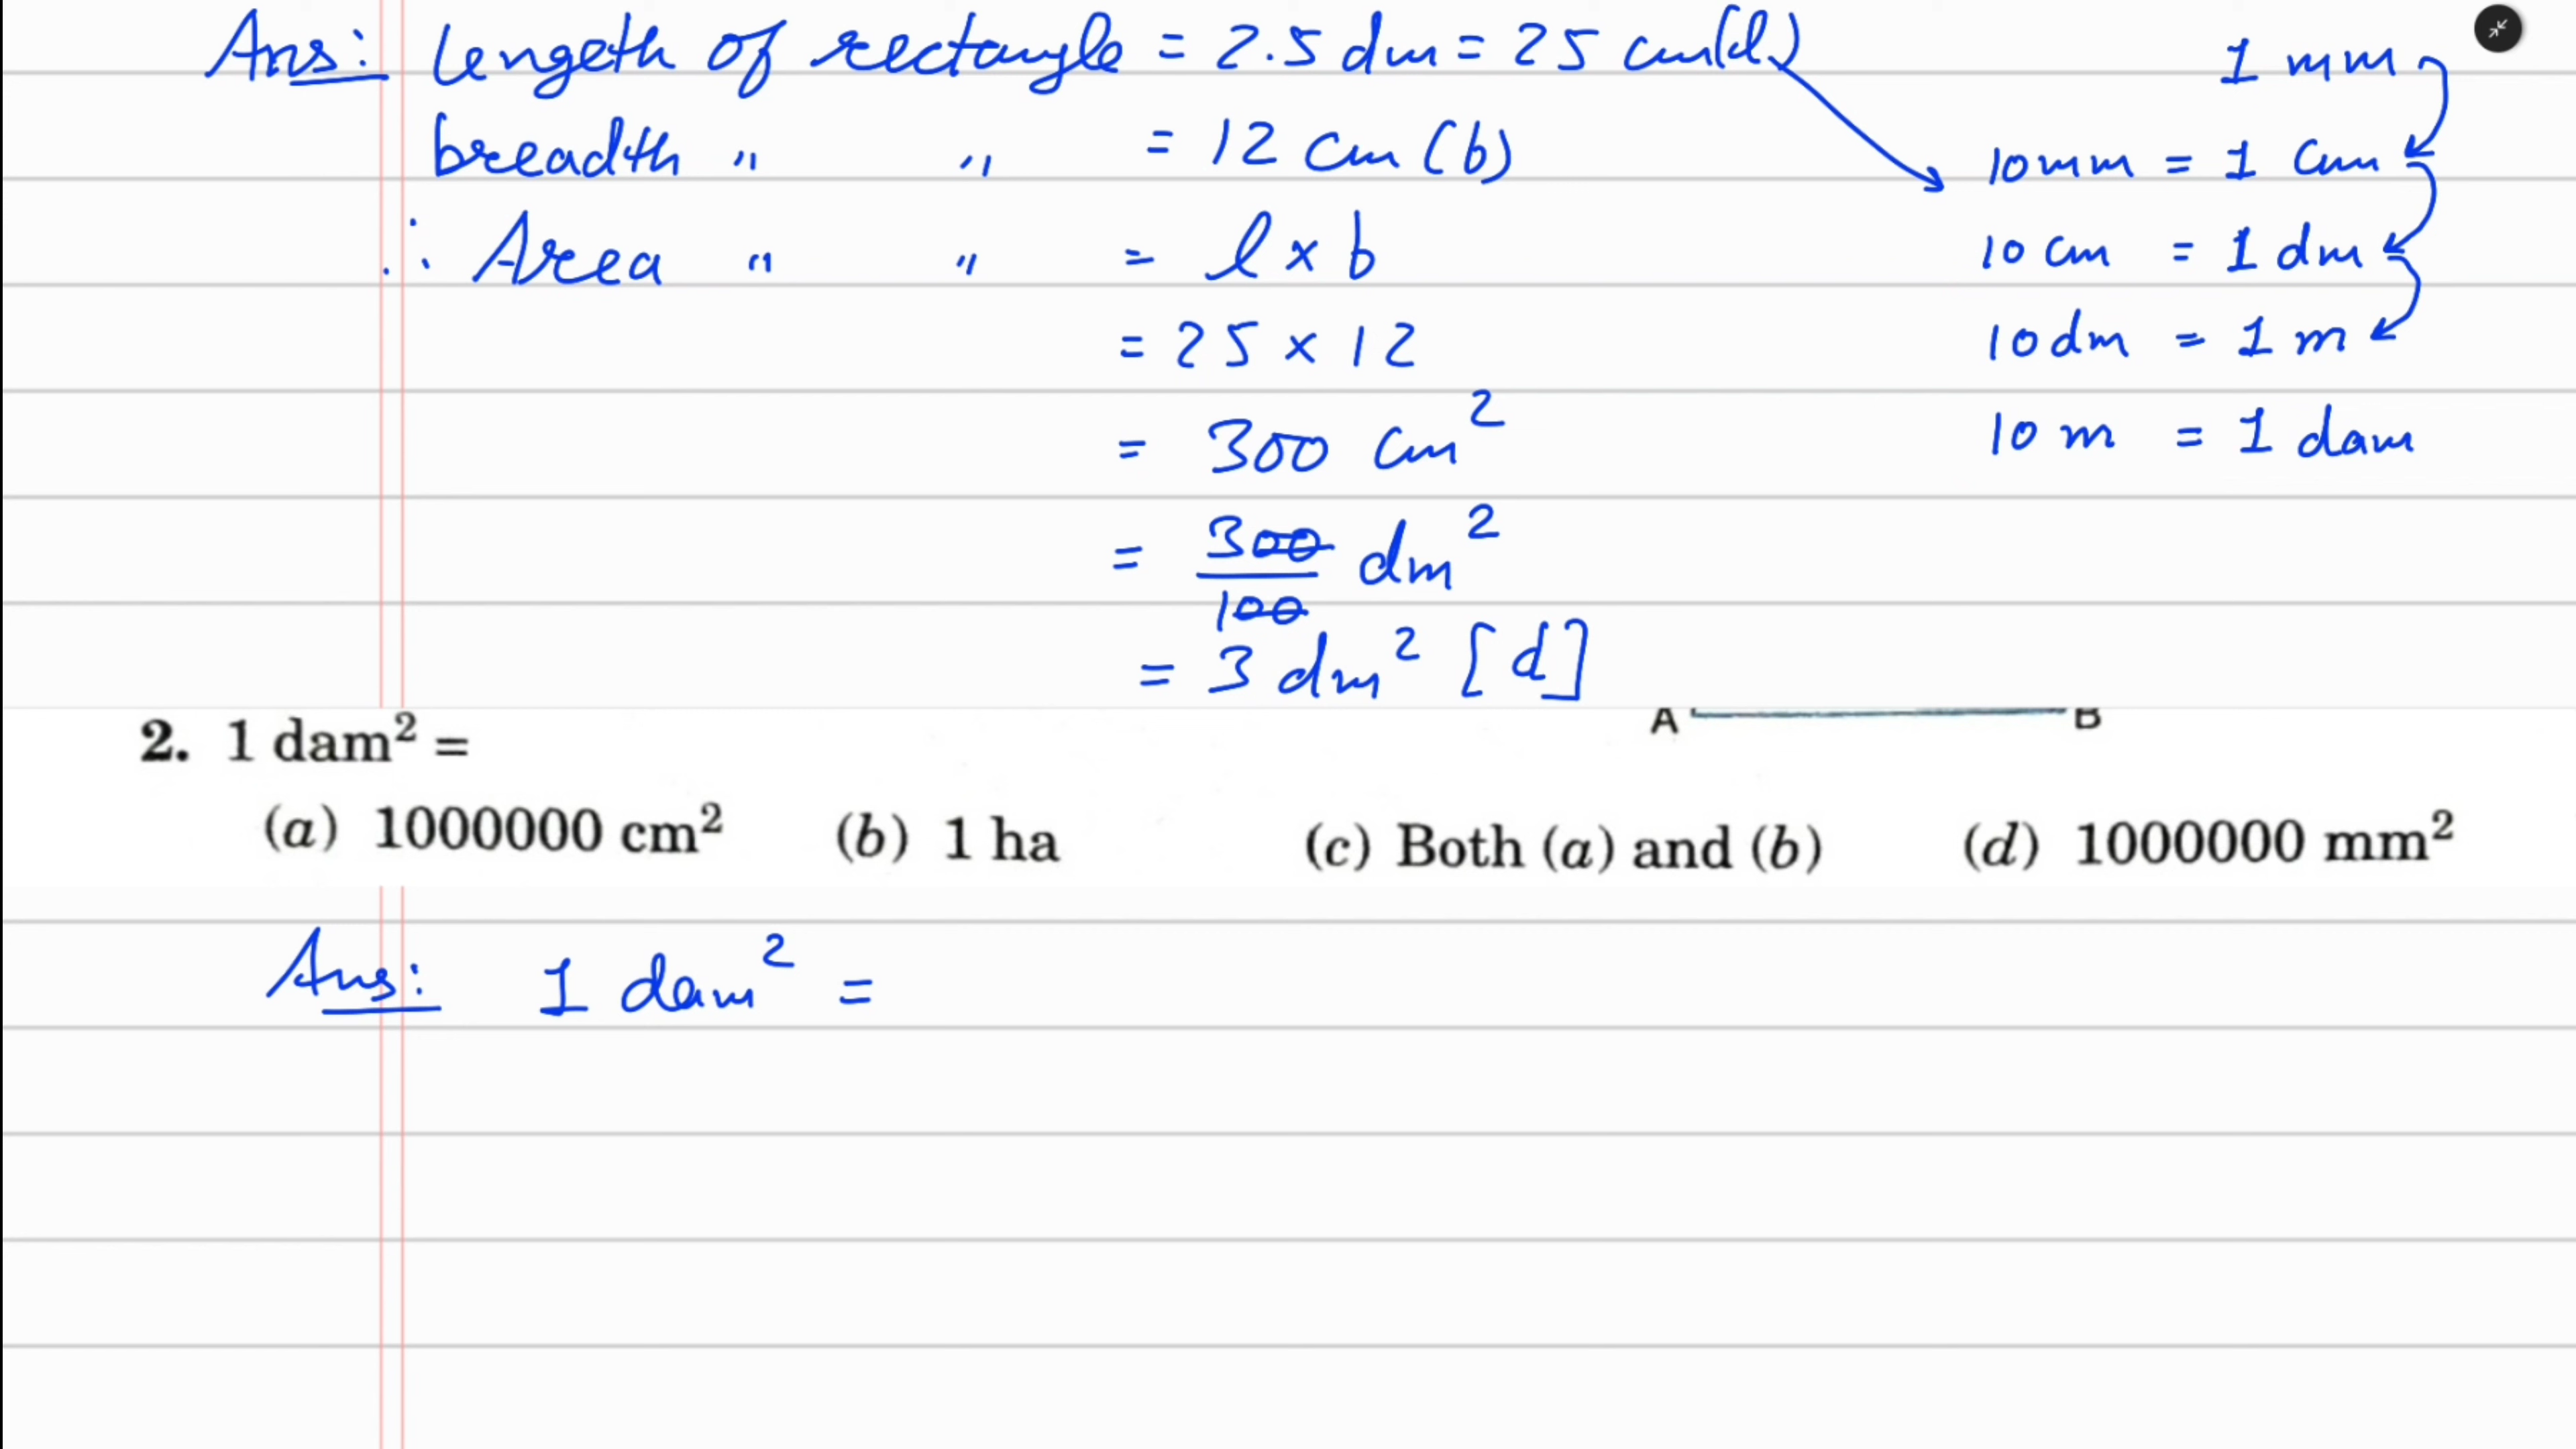 Ans: Lengeth of rectangle = 2.5 dm = 25 cm(l)
breadth " " = 12 cm (b)
∴ Area " " = l × b
= 25 × 12
= 300 cm²
= 300/100 dm²
= 3 dm² [d]
1 mm
10 mm = 1 cm
10 cm = 1 dm
10 dm = 1 m
10 m = 1 dam
A B
2. 1 dam² =
(a) 1000000 cm² (b) 1 ha (c) Both (a) and (b) (d) 1000000 mm²
Ans: 1 dam² =